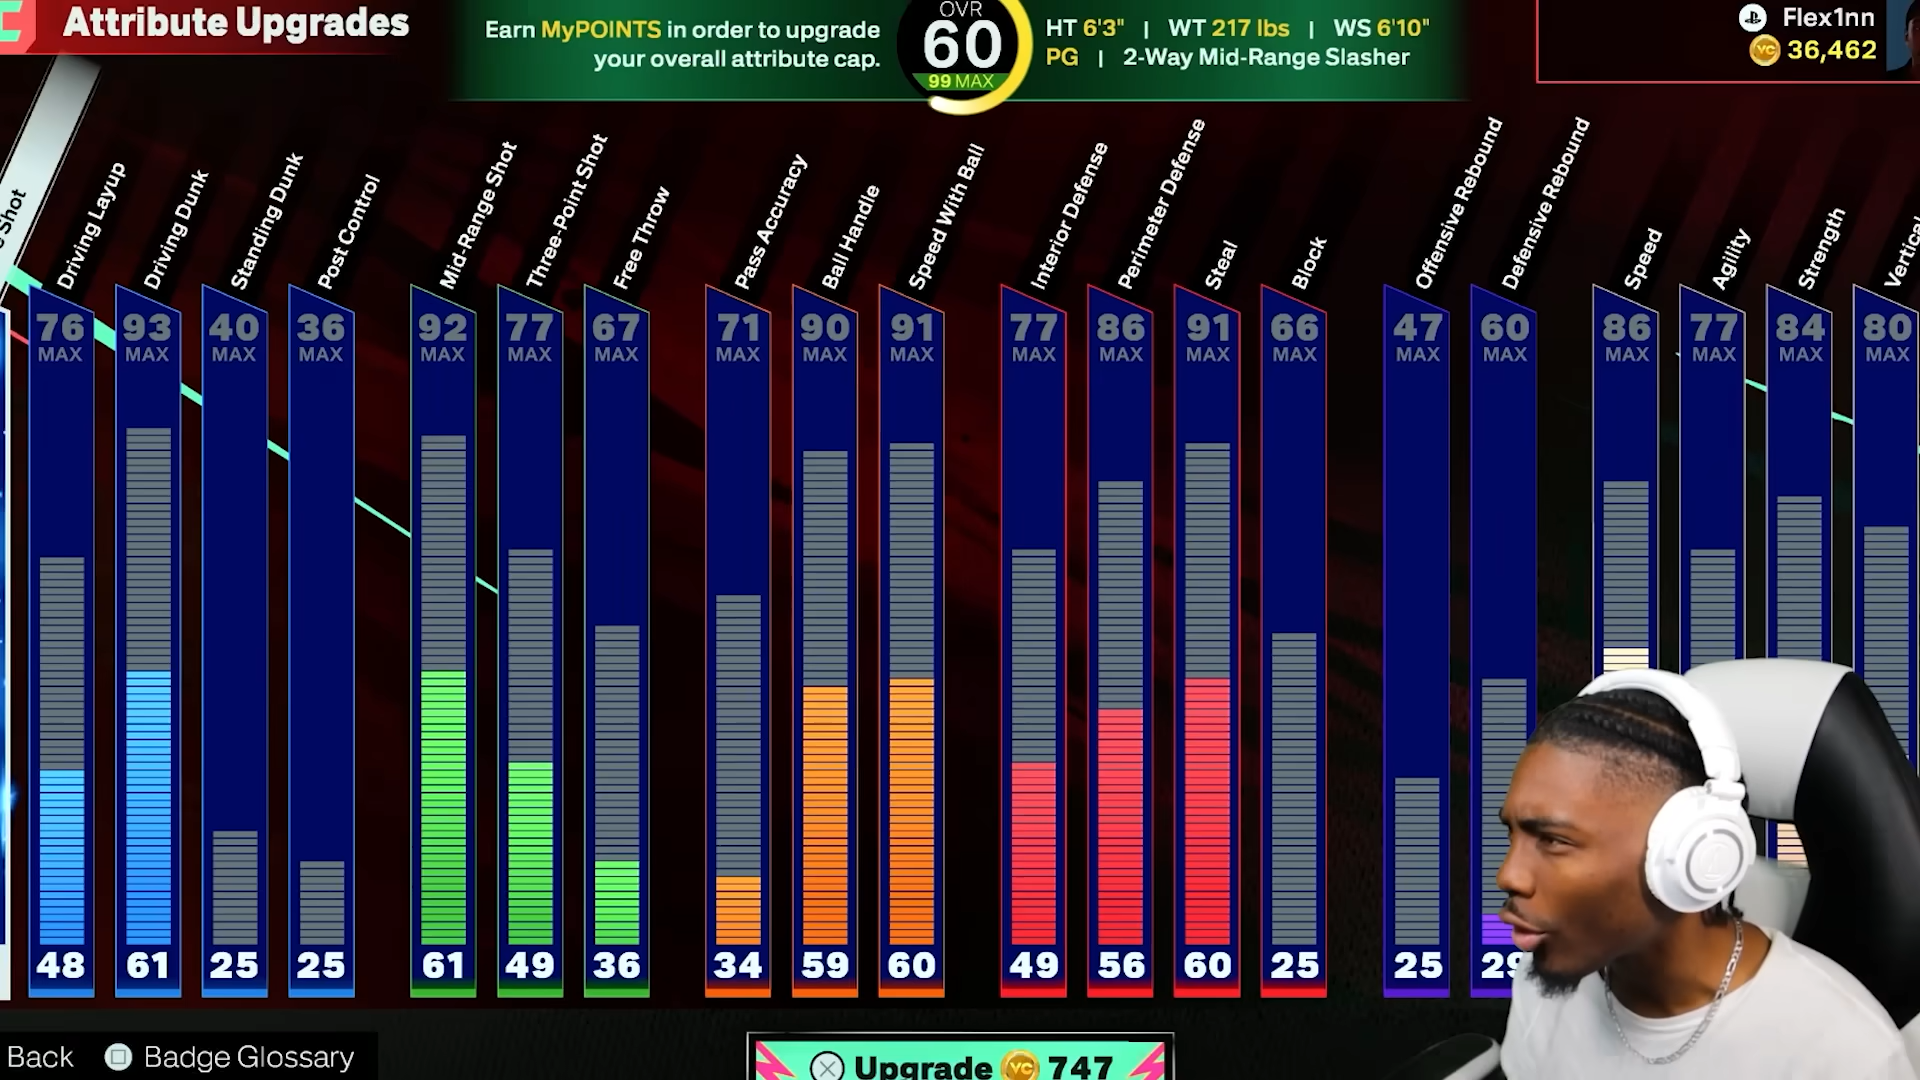 Attribute Upgrades
Earn MyPOINTS in order to upgrade
your overall attribute cap.
OVR
60
99 MAX
HT 6'3" | WT 217 lbs | WS 6'10"
PG | 2-Way Mid-Range Slasher
Flex1nn
VC 36,462
Shot
Driving Layup
Driving Dunk
Standing Dunk
Post Control
Mid-Range Shot
Three-Point Shot
Free Throw
Pass Accuracy
Ball Handle
Speed With Ball
Interior Defense
Perimeter Defense
Steal
Block
Offensive Rebound
Defensive Rebound
Speed
Agility
Strength
Vertical
76 93 40 36 92 77 67 71 90 91 77 86 91 66 47 60 86 77 84 80
MAX MAX MAX MAX MAX MAX MAX MAX MAX MAX MAX MAX MAX MAX MAX MAX MAX MAX MAX MAX
48 61 25 25 61 49 36 34 59 60 49 56 60 25 25 29
Back Badge Glossary
Upgrade VC 747